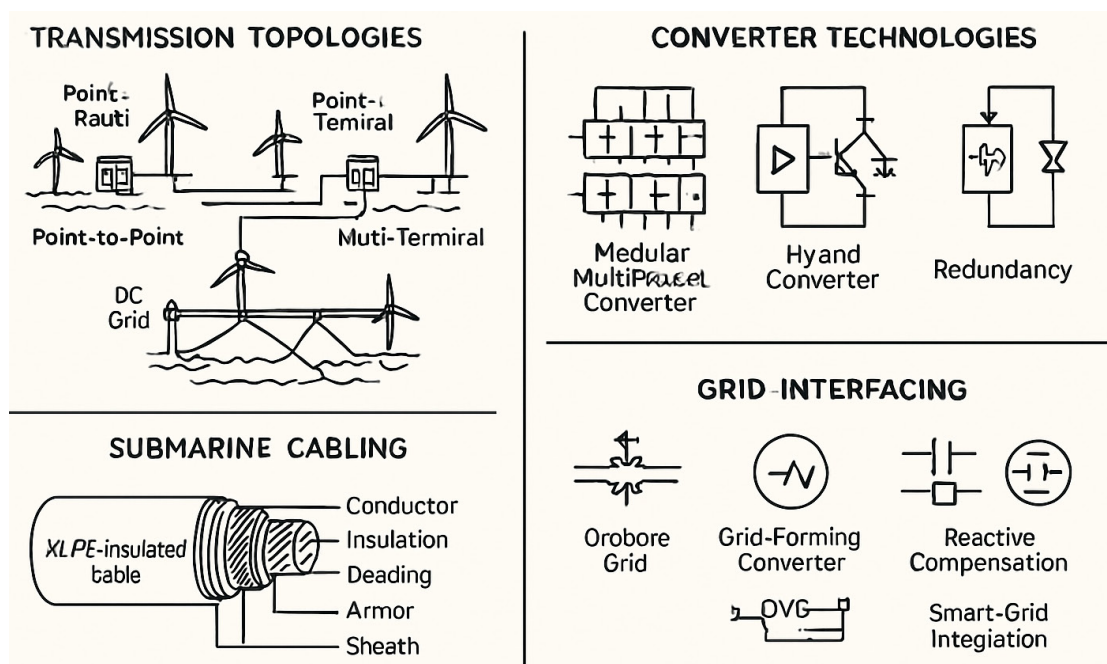 TRANSMISSION TOPOLOGIES
Point-
Rauti
Point-
Temiral
Point-to-Point
Muti-Termiral
DC
Grid
SUBMARINE CABLING
XLPE-insulated
table
Conductor
Insulation
Deading
Armor
Sheath
CONVERTER TECHNOLOGIES
Medular
Converter
Hyand
Converter
Redundancy
GRID-INTERFACING
Orobore
Grid
Grid-Forming
Converter
Reactive
Compensation
OVG
Smart-Grid
Integiation